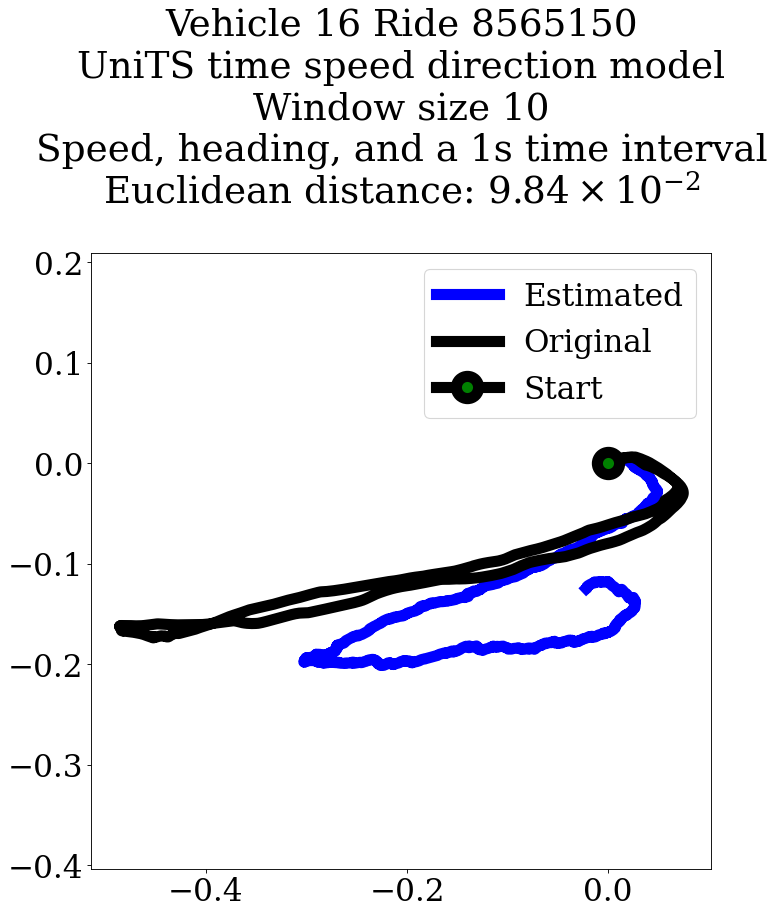 Vehicle 16 Ride 8565150
UniTS time speed direction model
Window size 10
Speed, heading, and a 1s time interval
Euclidean distance: 9.84 × 10⁻²
Estimated
Original
Start
0.2
0.1
0.0
−0.1
−0.2
−0.3
−0.4
−0.4
−0.2
0.0